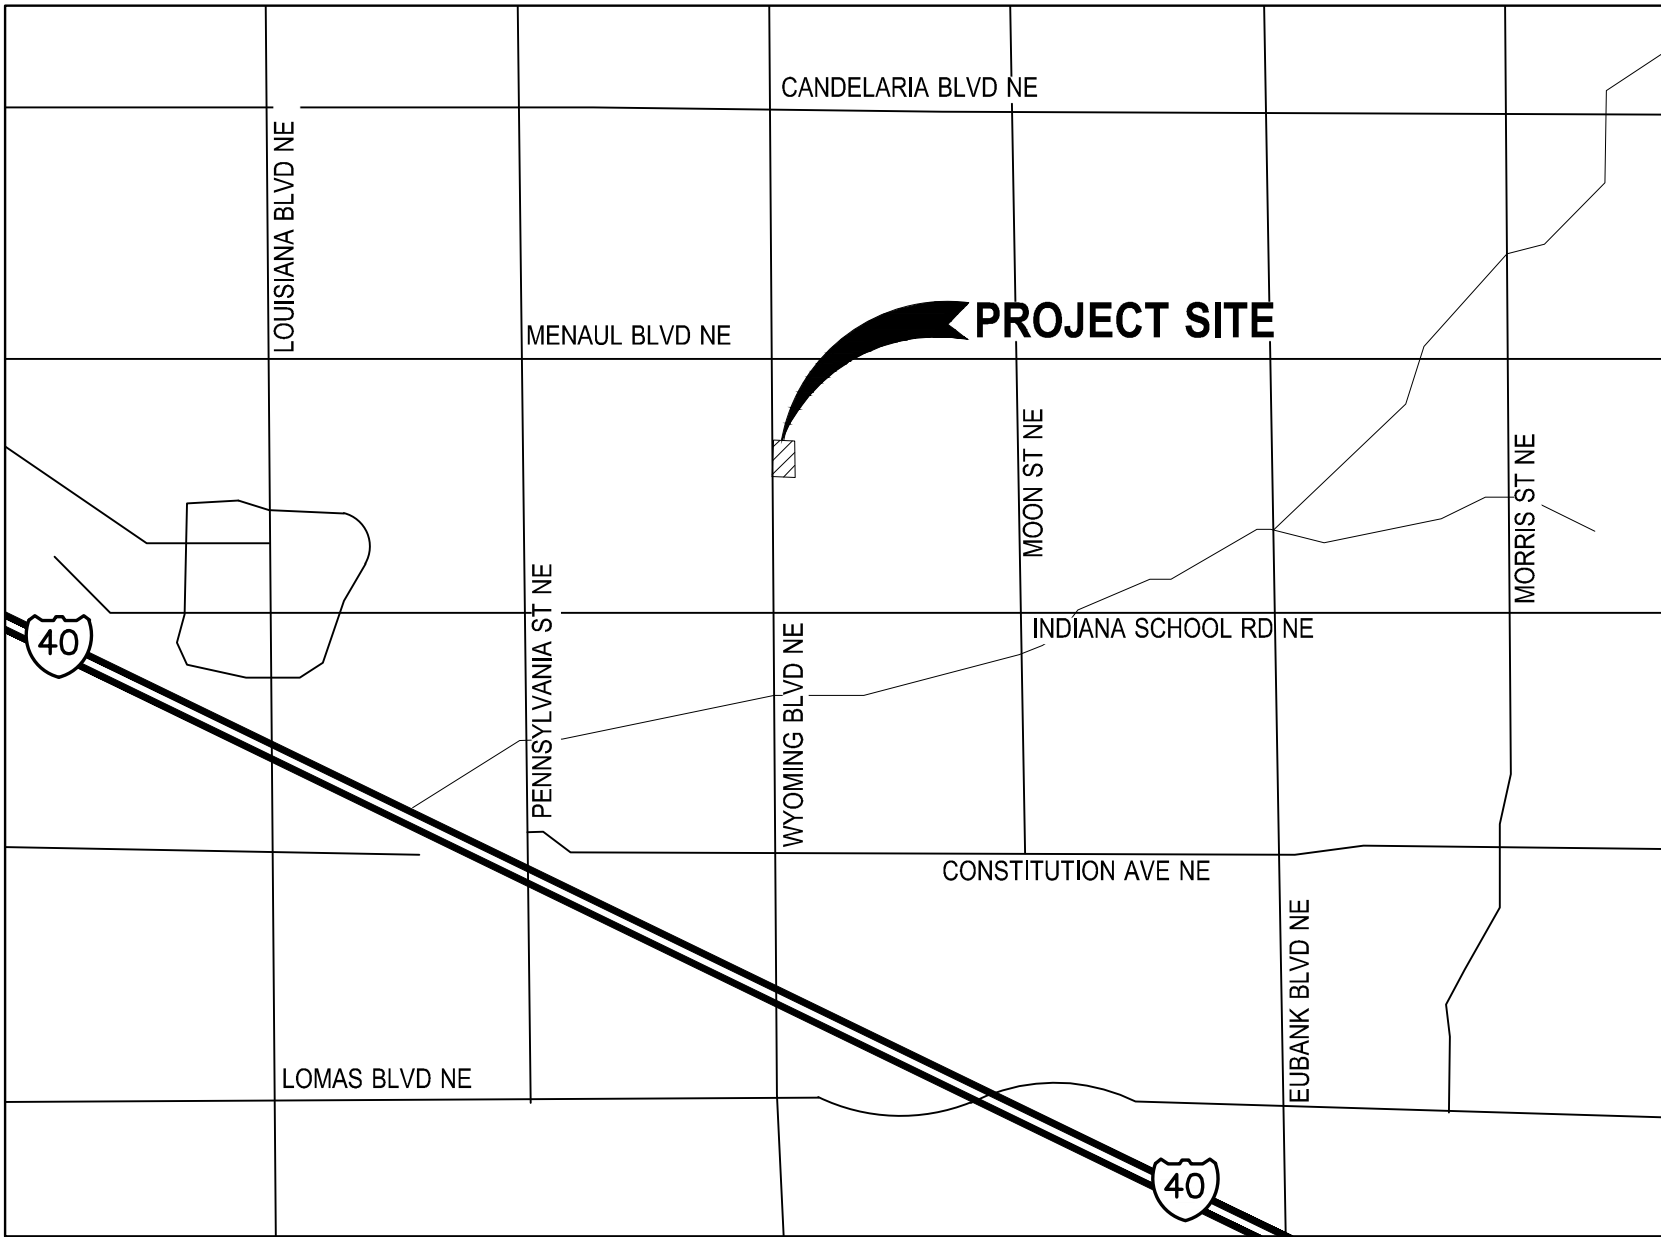 CANDELARIA BLVD NE
LOUISIANA BLVD NE
PROJECT SITE
MENAUL BLVD NE
MOON ST NE
MORRIS ST NE
PENNSYLVANIA ST NE
INDIANA SCHOOL RD NE
40
WYOMING BLVD NE
CONSTITUTION AVE NE
EUBANK BLVD NE
LOMAS BLVD NE
40